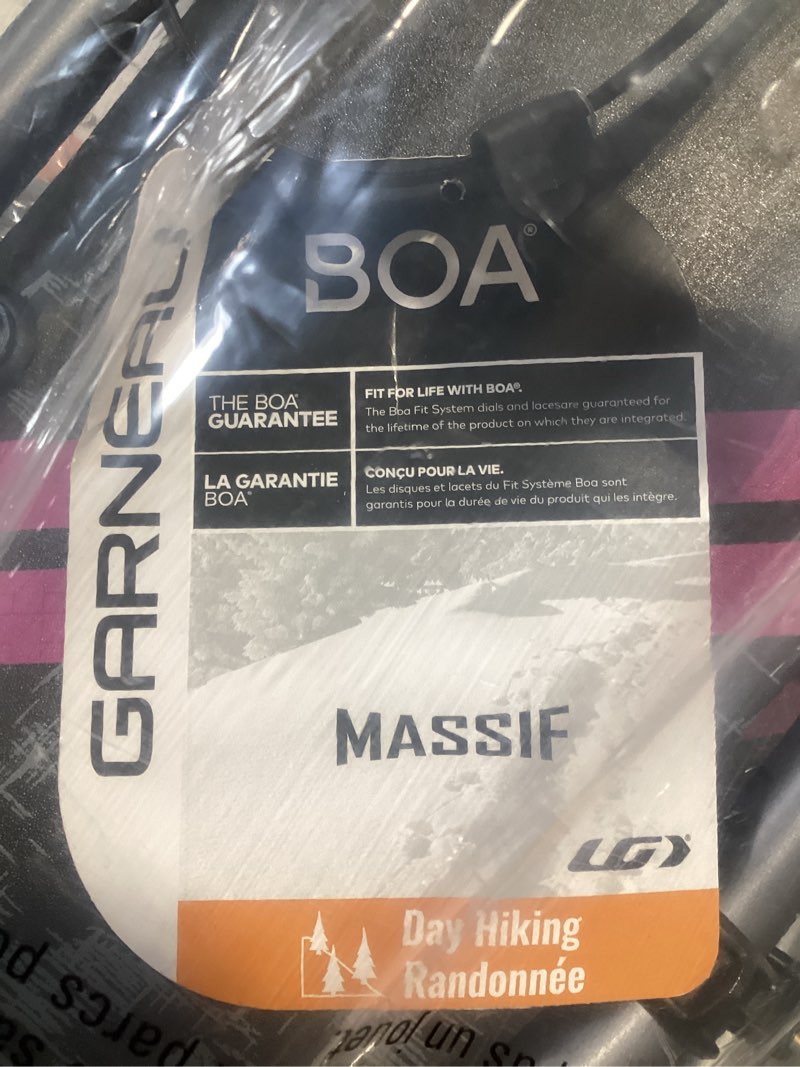 GARNEAU
BOA®
THE BOA®
GUARANTEE
FIT FOR LIFE WITH BOA®.
The Boa Fit System dials and lacesare guaranteed for
the lifetime of the product on which they are integrated.
LA GARANTIE
BOA®
CONÇU POUR LA VIE.
Les disques et lacets du Fit Système Boa sont
garantis pour la durée de vie du produit qui les intègre.
MASSIF
LG
Day Hiking
Randonnée
parcs
un jouet.